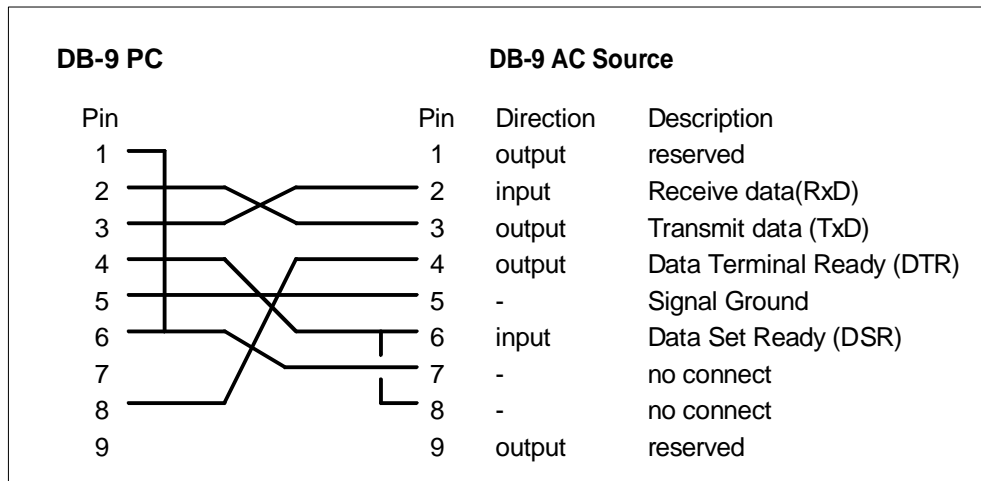 DB-9 PC DB-9 AC Source
Pin Pin Direction Description
1 1 output reserved
2 2 input Receive data(RxD)
3 3 output Transmit data (TxD)
4 4 output Data Terminal Ready (DTR)
5 5 - Signal Ground
6 6 input Data Set Ready (DSR)
7 7 - no connect
8 8 - no connect
9 9 output reserved